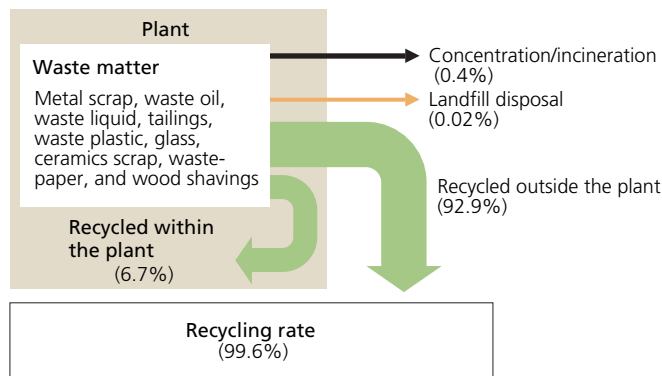 Plant
Waste matter
Metal scrap, waste oil,
waste liquid, tailings,
waste plastic, glass,
ceramics scrap, waste-
paper, and wood shavings
Recycled within
the plant
(6.7%)
Concentration/incineration
(0.4%)
Landfill disposal
(0.02%)
Recycled outside the plant
(92.9%)
Recycling rate
(99.6%)